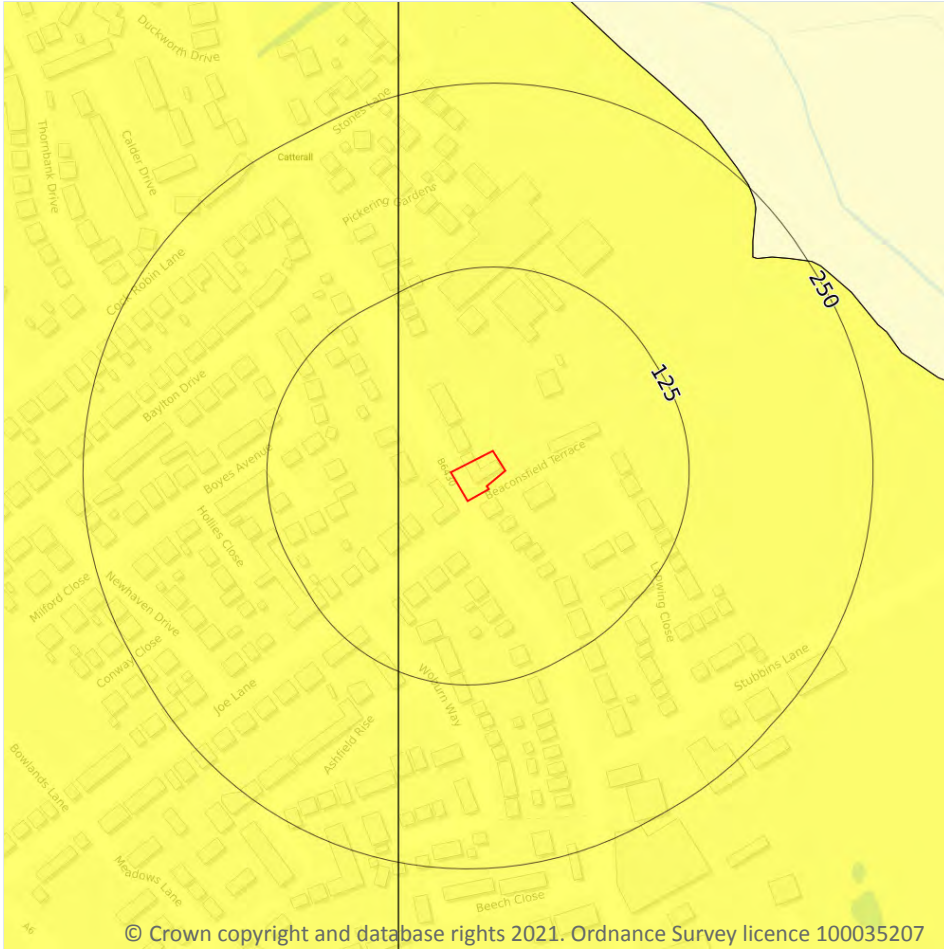 Duckworth Drive
Stones Lane
Thornbank Drive
Calder Drive
Catterall
Pickering Gardens
Cock Robin Lane
250
125
Baylton Drive
Boyes Avenue
Beaconsfield Terrace
Hollies Close
Milford Close
Newhaven Drive
Lapwing Close
Conway Close
Stubbins Lane
Joe Lane
Woburn Way
Ashfield Rise
Bowlands Lane
Meadows Lane
Beech Close
A6
© Crown copyright and database rights 2021. Ordnance Survey licence 100035207